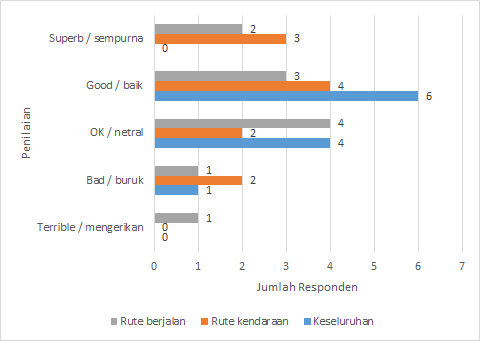 Superb / sempurna
2
3
0
Good / baik
3
4
6
OK / netral
4
2
4
Bad / buruk
1
2
1
Terrible / mengerikan
1
0
0
Penilaian
0 1 2 3 4 5 6 7
Jumlah Responden
Rute berjalan Rute kendaraan Keseluruhan